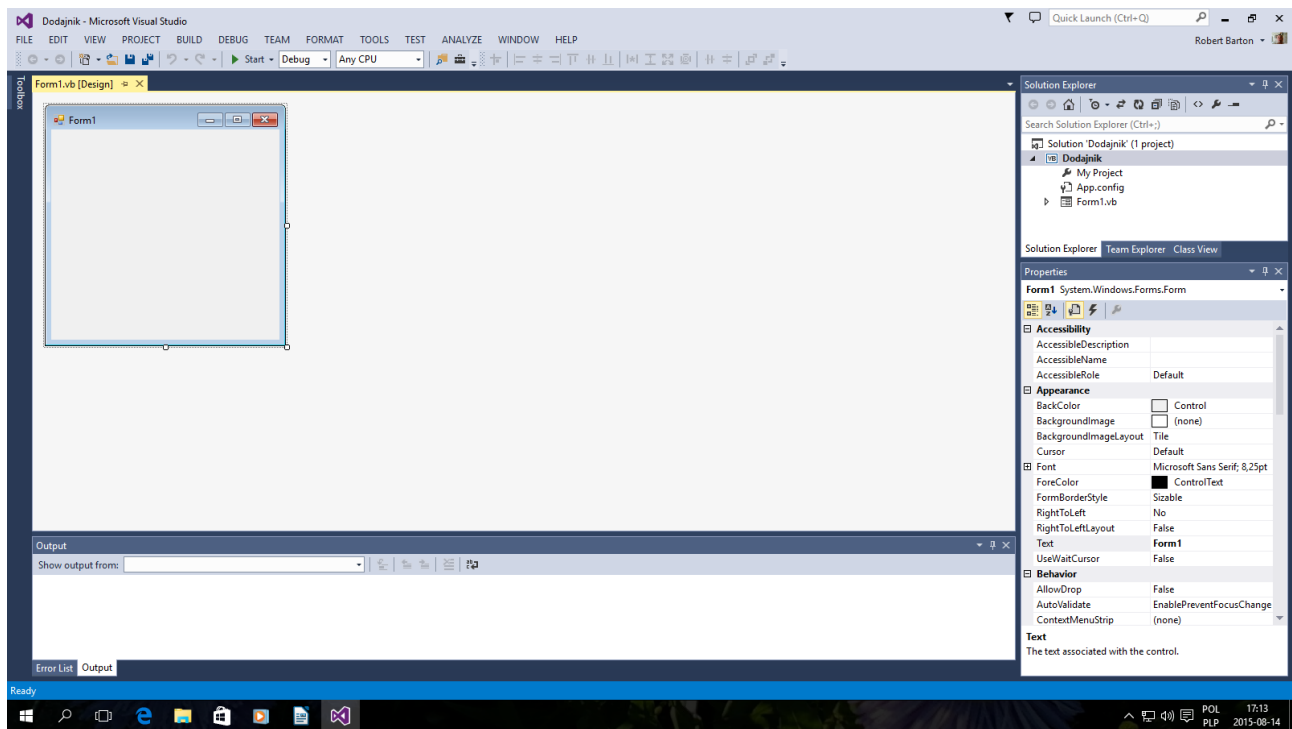 Dodajnik - Microsoft Visual Studio
Quick Launch (Ctrl+Q)
FILE EDIT VIEW PROJECT BUILD DEBUG TEAM FORMAT TOOLS TEST ANALYZE WINDOW HELP
Robert Barton
Start Debug Any CPU
Toolbox
Form1.vb [Design]
Form1
Solution Explorer
Search Solution Explorer (Ctrl+;)
Solution 'Dodajnik' (1 project)
VB Dodajnik
My Project
App.config
Form1.vb
Solution Explorer Team Explorer Class View
Properties
Form1 System.Windows.Forms.Form
Accessibility
AccessibleDescription
AccessibleName
AccessibleRole Default
Appearance
BackColor Control
BackgroundImage (none)
BackgroundImageLayout Tile
Cursor Default
Font Microsoft Sans Serif; 8,25pt
ForeColor ControlText
FormBorderStyle Sizable
RightToLeft No
RightToLeftLayout False
Text Form1
UseWaitCursor False
Behavior
AllowDrop False
AutoValidate EnablePreventFocusChange
ContextMenuStrip (none)
Text
The text associated with the control.
Output
Show output from:
Error List Output
Ready
POL 17:13
PLP 2015-08-14